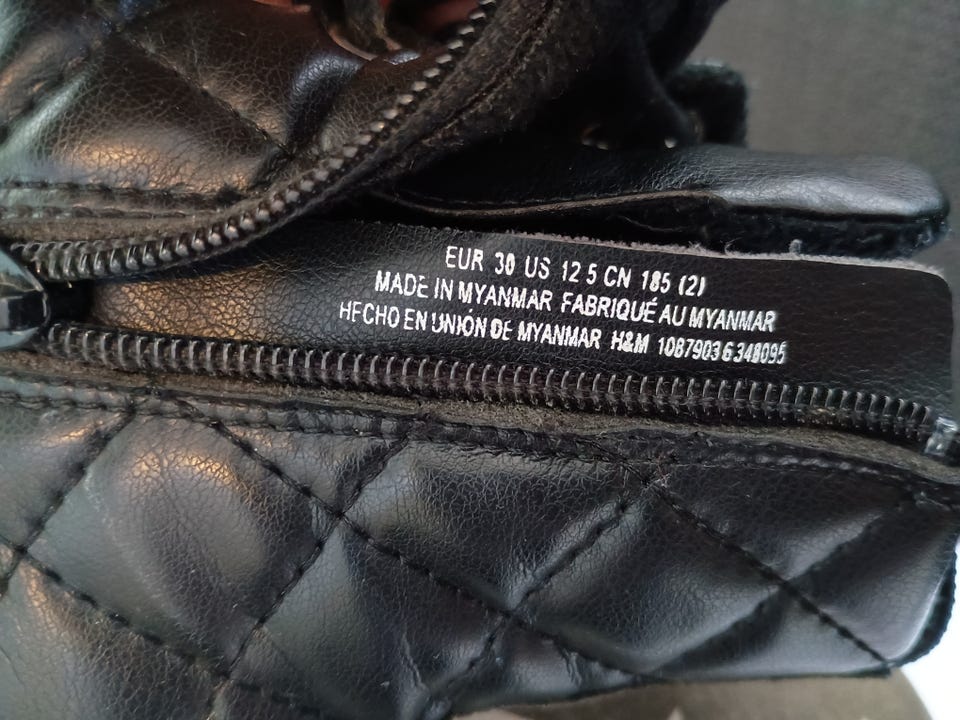 EUR 30 US 12 5 CN 185 (2)
MADE IN MYANMAR FABRIQUÉ AU MYANMAR
HECHO EN UNIÓN DE MYANMAR H&M 1087903 6 348095